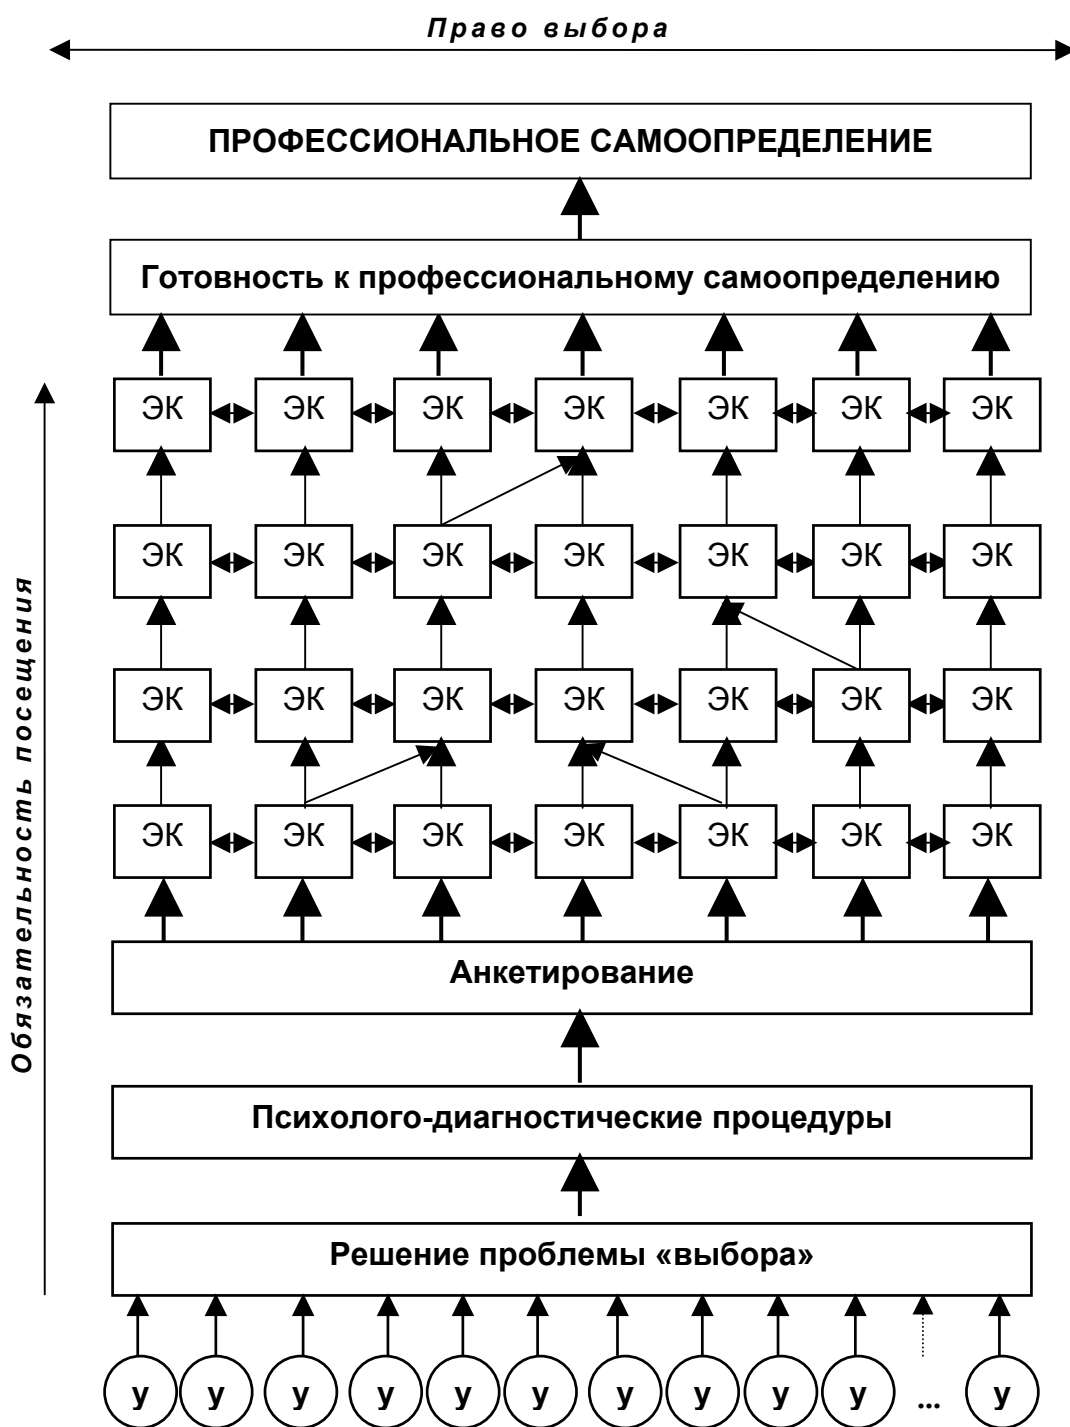 Право выбора
ПРОФЕССИОНАЛЬНОЕ САМООПРЕДЕЛЕНИЕ
Готовность к профессиональному самоопределению
ЭК ЭК ЭК ЭК ЭК ЭК ЭК
ЭК ЭК ЭК ЭК ЭК ЭК ЭК
ЭК ЭК ЭК ЭК ЭК ЭК ЭК
ЭК ЭК ЭК ЭК ЭК ЭК ЭК
Обязательность посещения
Анкетирование
Психолого-диагностические процедуры
Решение проблемы «выбора»
у у у у у у у у у у ... у